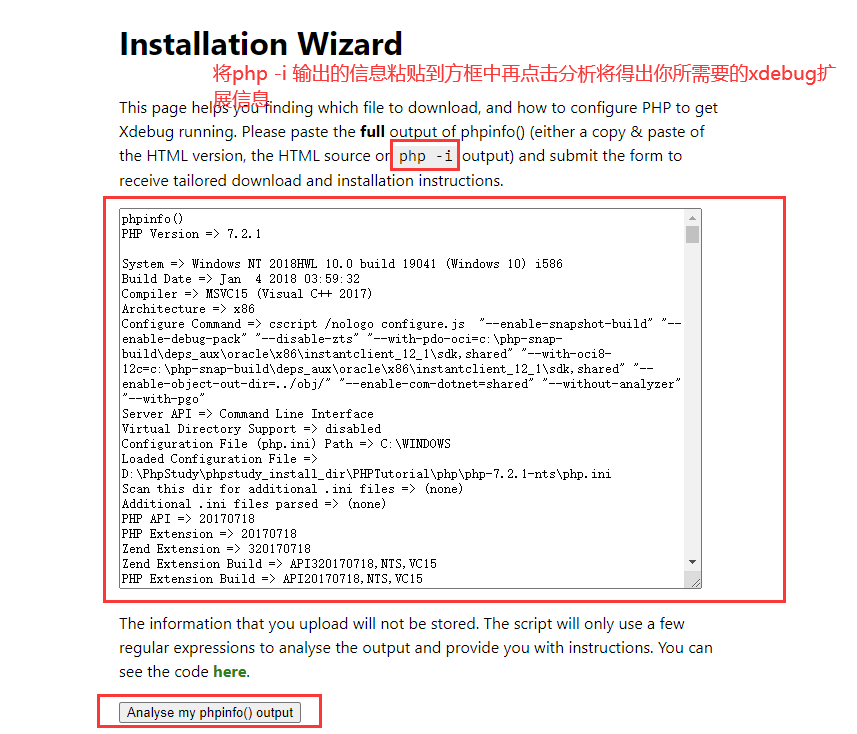 Installation Wizard
将php -i 输出的信息粘贴到方框中再点击分析将得出你所需要的xdebug扩
展信息
This page helps you finding which file to download, and how to configure PHP to get
Xdebug running. Please paste the full output of phpinfo() (either a copy & paste of
the HTML version, the HTML source or php -i output) and submit the form to
receive tailored download and installation instructions.
phpinfo()
PHP Version => 7.2.1
System => Windows NT 2018HWL 10.0 build 19041 (Windows 10) i586
Build Date => Jan  4 2018 03:59:32
Compiler => MSVC15 (Visual C++ 2017)
Architecture => x86
Configure Command => cscript /nologo configure.js  "--enable-snapshot-build" "--
enable-debug-pack" "--disable-zts" "--with-pdo-oci=c:\php-snap-
build\deps_aux\oracle\x86\instantclient_12_1\sdk,shared" "--with-oci8-
12c=c:\php-snap-build\deps_aux\oracle\x86\instantclient_12_1\sdk,shared" "--
enable-object-out-dir=../obj/" "--enable-com-dotnet=shared" "--without-analyzer"
"--with-pgo"
Server API => Command Line Interface
Virtual Directory Support => disabled
Configuration File (php.ini) Path => C:\WINDOWS
Loaded Configuration File =>
D:\PhpStudy\phpstudy_install_dir\PHPTutorial\php\php-7.2.1-nts\php.ini
Scan this dir for additional .ini files => (none)
Additional .ini files parsed => (none)
PHP API => 20170718
PHP Extension => 20170718
Zend Extension => 320170718
Zend Extension Build => API320170718,NTS,VC15
PHP Extension Build => API20170718,NTS,VC15
The information that you upload will not be stored. The script will only use a few
regular expressions to analyse the output and provide you with instructions. You can
see the code here.
Analyse my phpinfo() output